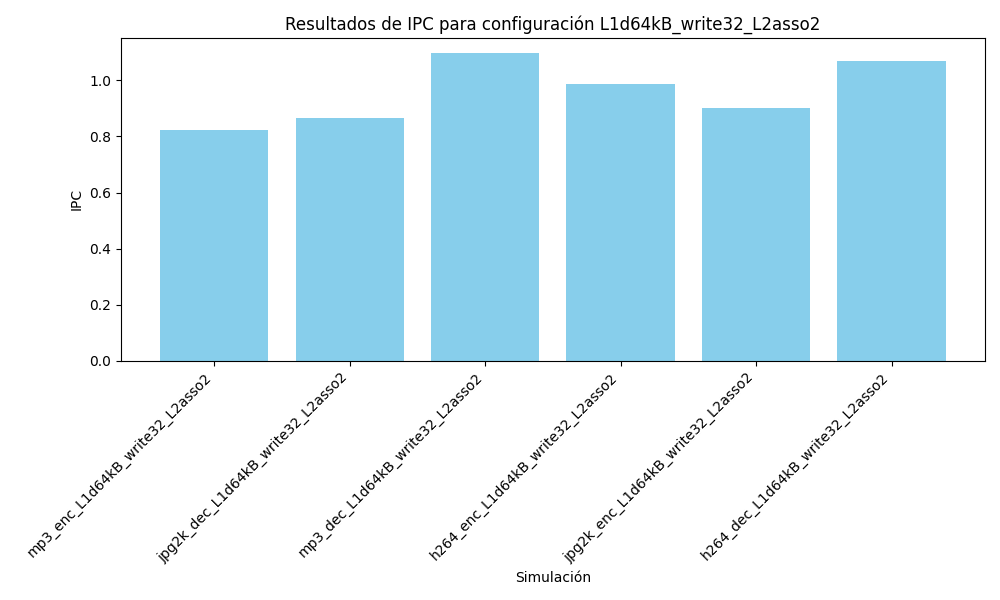 Resultados de IPC para configuración L1d64kB_write32_L2asso2
IPC
1.0
0.8
0.6
0.4
0.2
0.0
mp3_enc_L1d64kB_write32_L2asso2
jpg2k_dec_L1d64kB_write32_L2asso2
mp3_dec_L1d64kB_write32_L2asso2
h264_enc_L1d64kB_write32_L2asso2
jpg2k_enc_L1d64kB_write32_L2asso2
h264_dec_L1d64kB_write32_L2asso2
Simulación